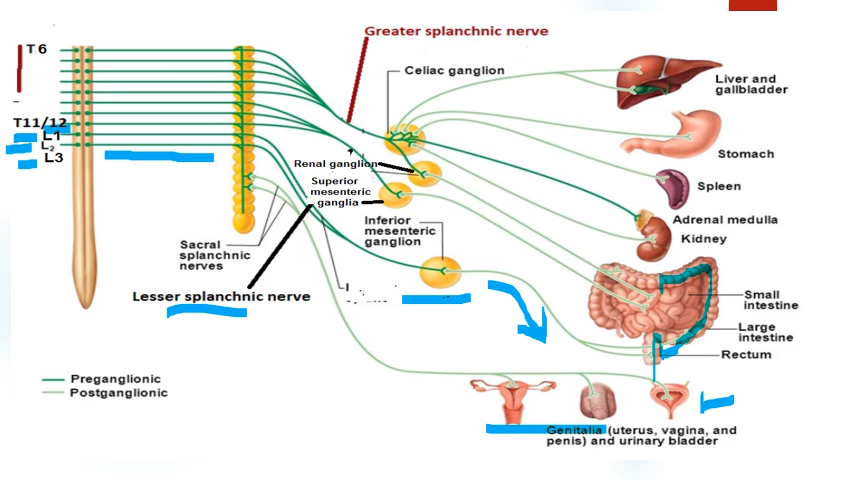 Greater splanchnic nerve
T6
Celiac ganglion
Liver and
gallbladder
T11/12
L1
L2
L3
Stomach
Renal ganglion
Superior
mesenteric
ganglia
Spleen
Inferior
mesenteric
ganglion
Adrenal medulla
Kidney
Sacral
splanchnic
nerves
Lesser splanchnic nerve
Small
intestine
Large
intestine
Rectum
Preganglionic
Postganglionic
Genitalia (uterus, vagina, and
penis) and urinary bladder